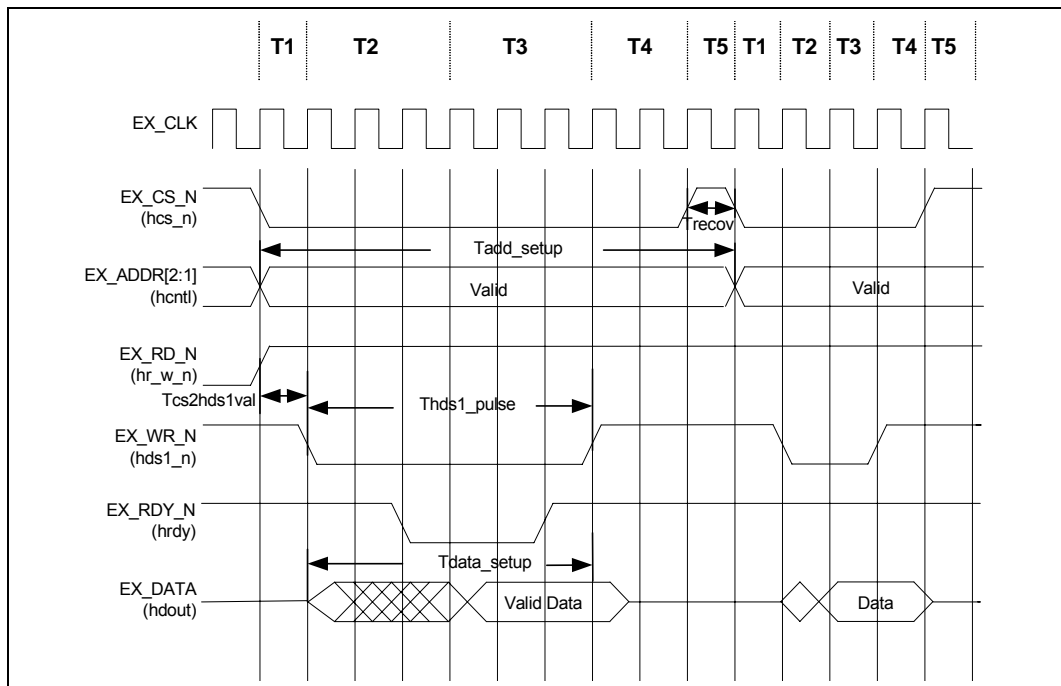 T1 T2 T3 T4 T5 T1 T2 T3 T4 T5
EX_CLK
EX_CS_N
(hcs_n)
Trecov
Tadd_setup
EX_ADDR[2:1]
(hcntl)
Valid
Valid
EX_RD_N
(hr_w_n)
Tcs2hds1val
Thds1_pulse
EX_WR_N
(hds1_n)
EX_RDY_N
(hrdy)
Tdata_setup
EX_DATA
(hdout)
Valid Data
Data